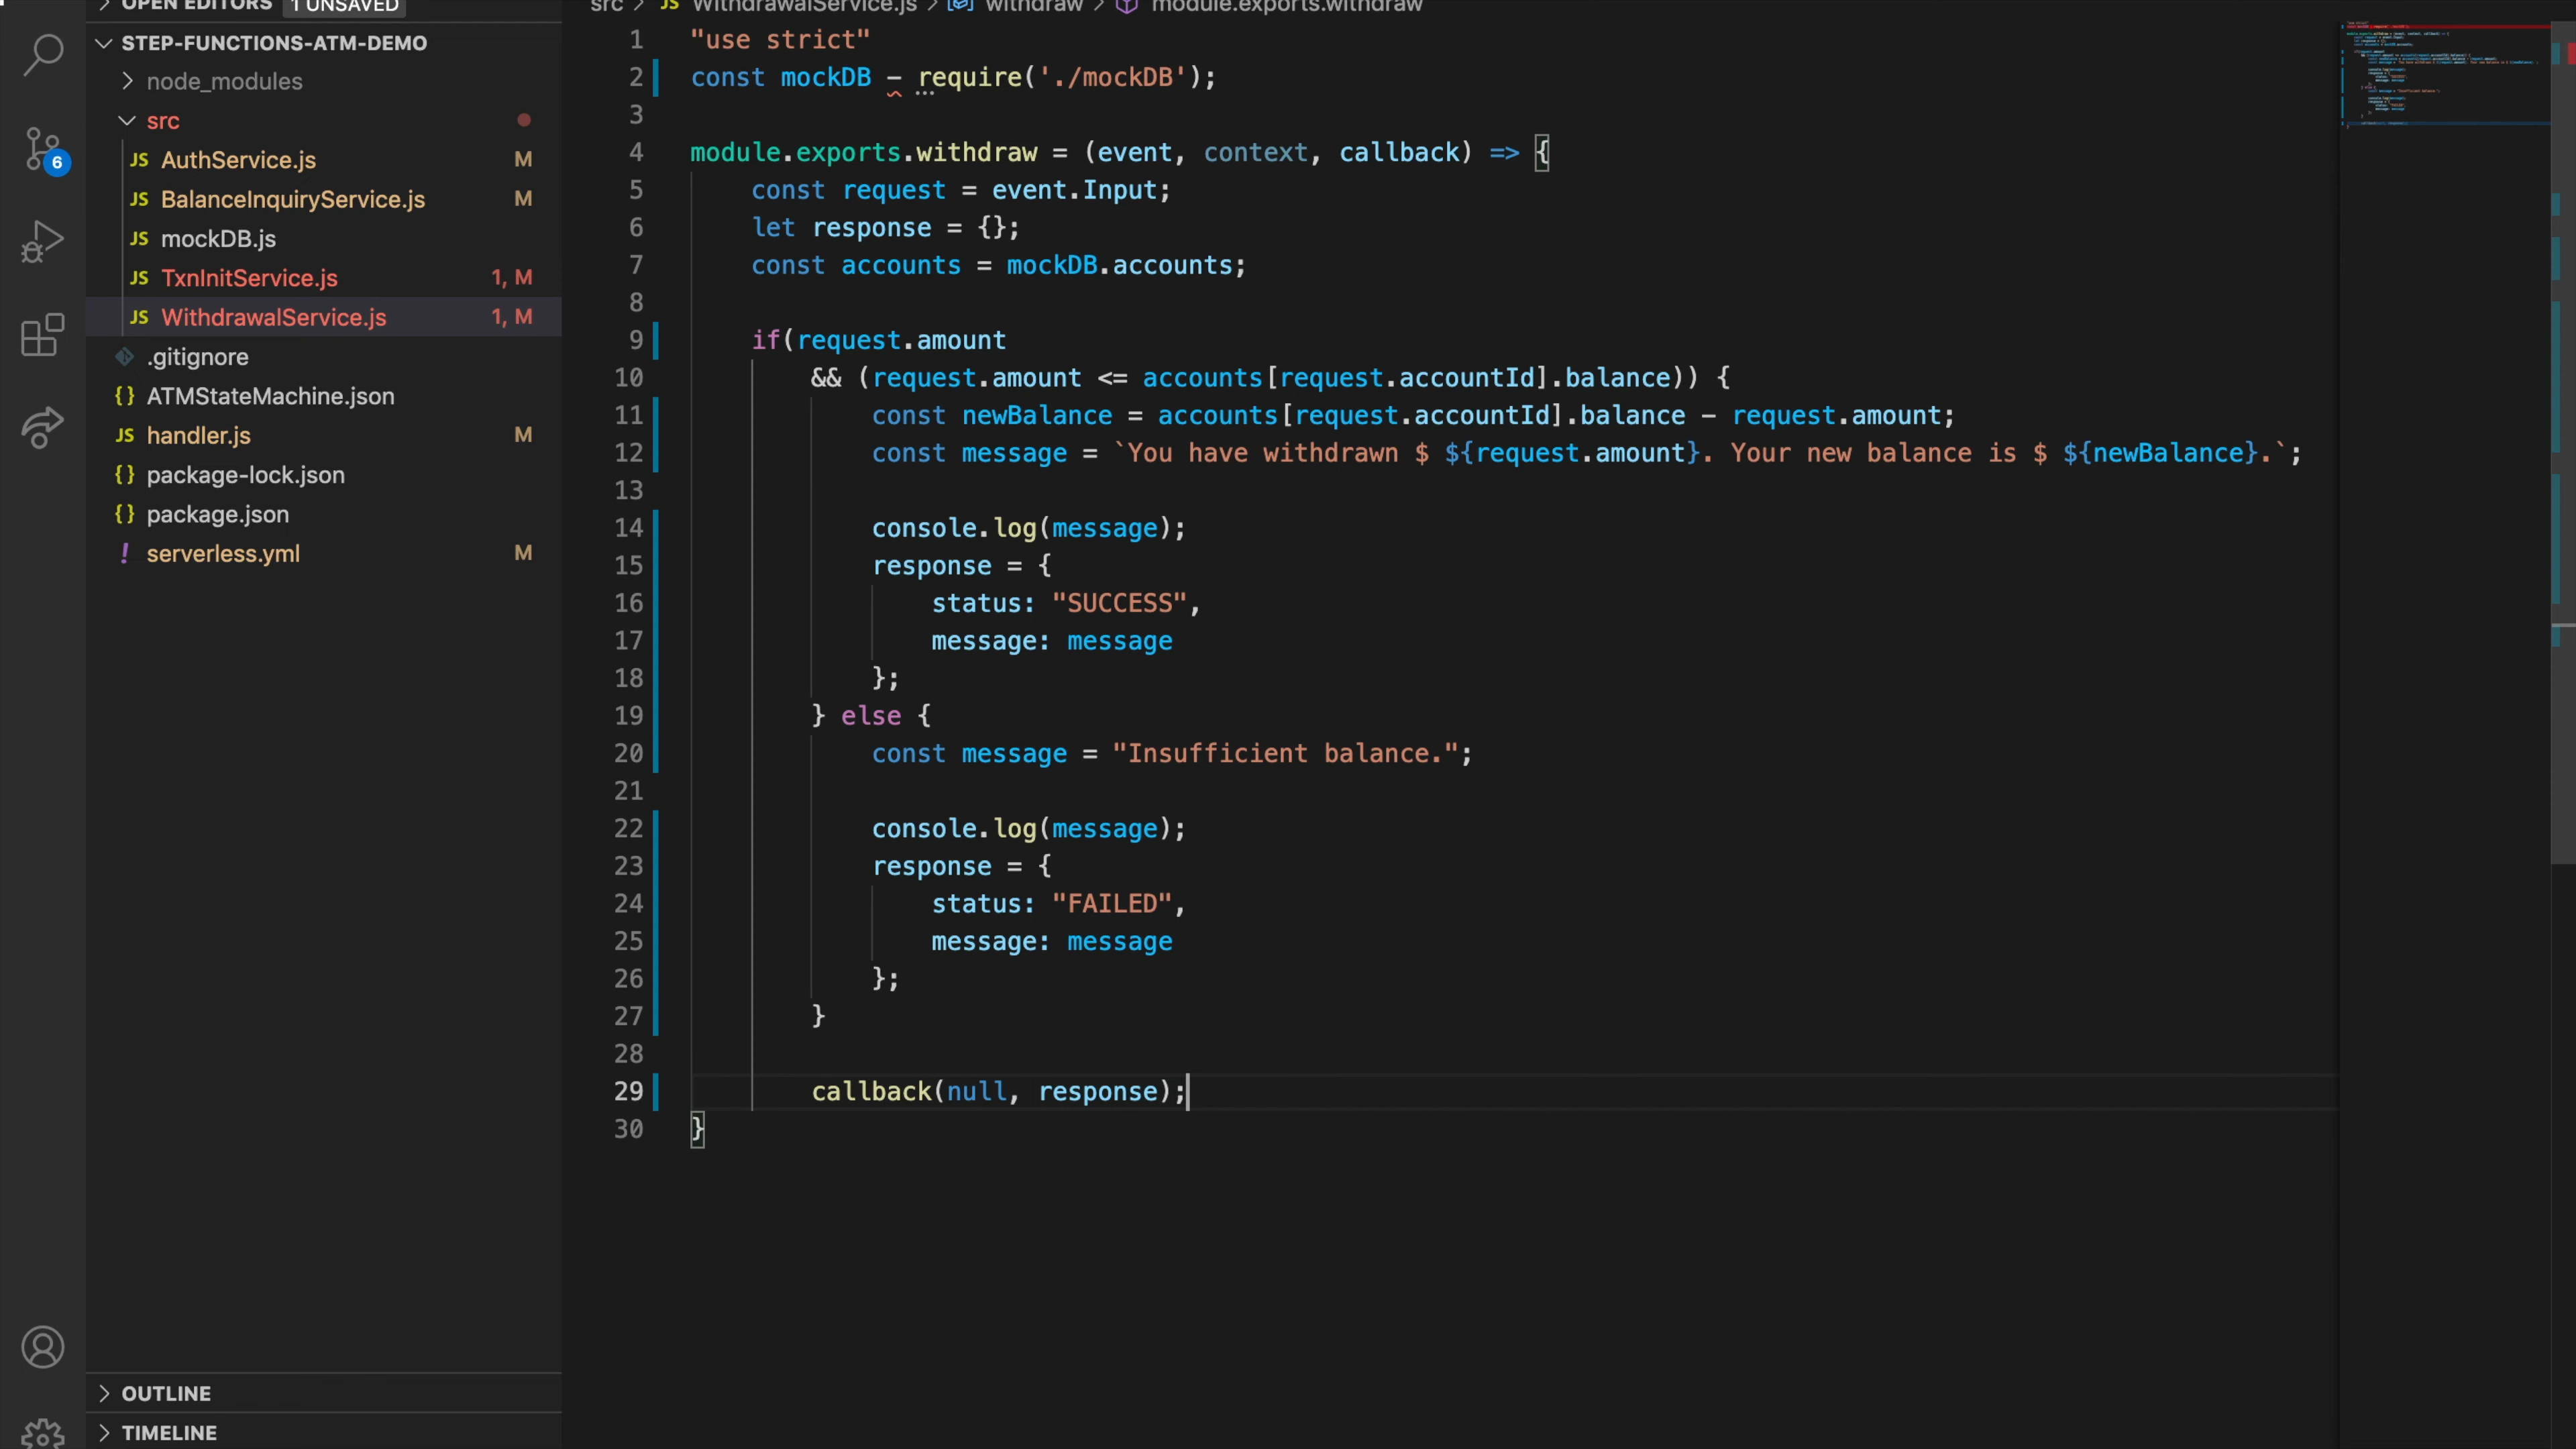 OPEN EDITORS 1 UNSAVED
STEP-FUNCTIONS-ATM-DEMO
node_modules
src
JS AuthService.js M
JS BalanceInquiryService.js M
JS mockDB.js
JS TxnInitService.js 1, M
JS WithdrawalService.js 1, M
.gitignore
{} ATMStateMachine.json
JS handler.js M
{} package-lock.json
{} package.json
! serverless.yml M
6
OUTLINE
TIMELINE
src > JS WithdrawalService.js > withdraw > module.exports.withdraw
1 "use strict"
2 const mockDB - require('./mockDB');
3
4 module.exports.withdraw = (event, context, callback) => {
5 const request = event.Input;
6 let response = {};
7 const accounts = mockDB.accounts;
8
9 if(request.amount
10 && (request.amount <= accounts[request.accountId].balance)) {
11 const newBalance = accounts[request.accountId].balance - request.amount;
12 const message = `You have withdrawn $ ${request.amount}. Your new balance is $ ${newBalance}.`;
13
14 console.log(message);
15 response = {
16 status: "SUCCESS",
17 message: message
18 };
19 } else {
20 const message = "Insufficient balance.";
21
22 console.log(message);
23 response = {
24 status: "FAILED",
25 message: message
26 };
27 }
28
29 callback(null, response);
30 }